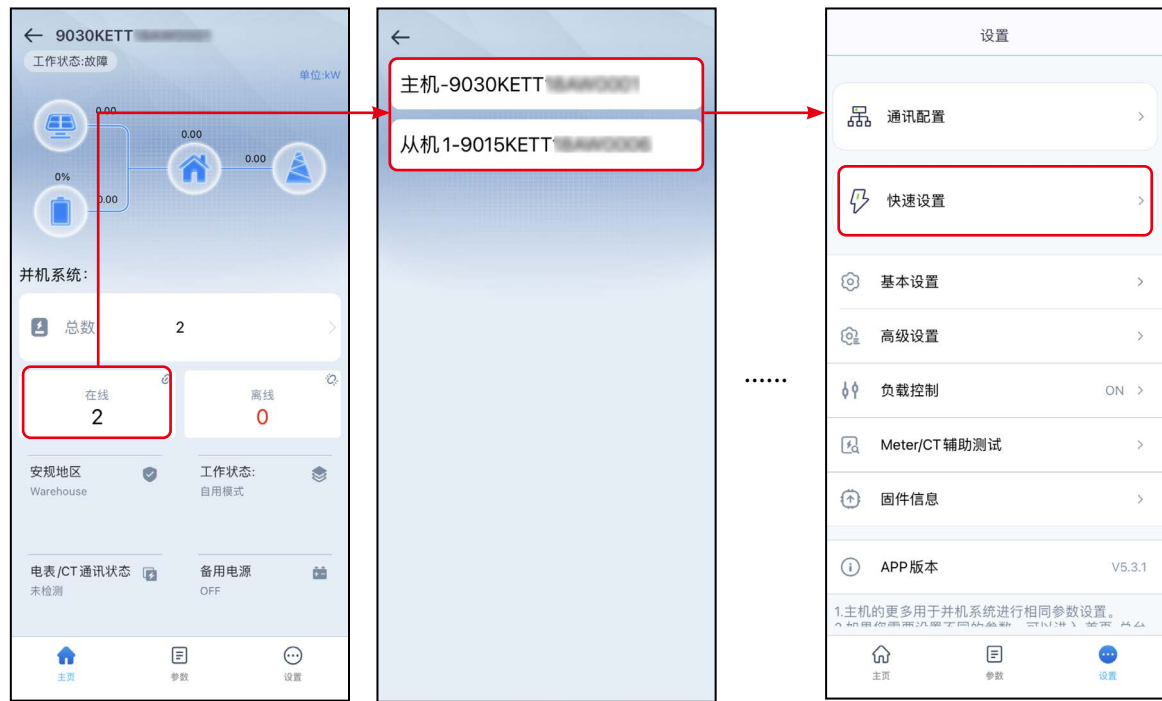 9030KETT
工作状态:故障
单位:kW
0.00
0.00
0.00
0%
0.00
并机系统:
总数 2
在线
2
离线
0
安规地区
Warehouse
工作状态:
自用模式
电表/CT通讯状态
未检测
备用电源
OFF
主页 参数 设置
主机-9030KETT
从机1-9015KETT
......
设置
通讯配置
快速设置
基本设置
高级设置
负载控制 ON
Meter/CT辅助测试
固件信息
APP版本 V5.3.1
1.主机的更多用于并机系统进行相同参数设置。
主页 参数 设置